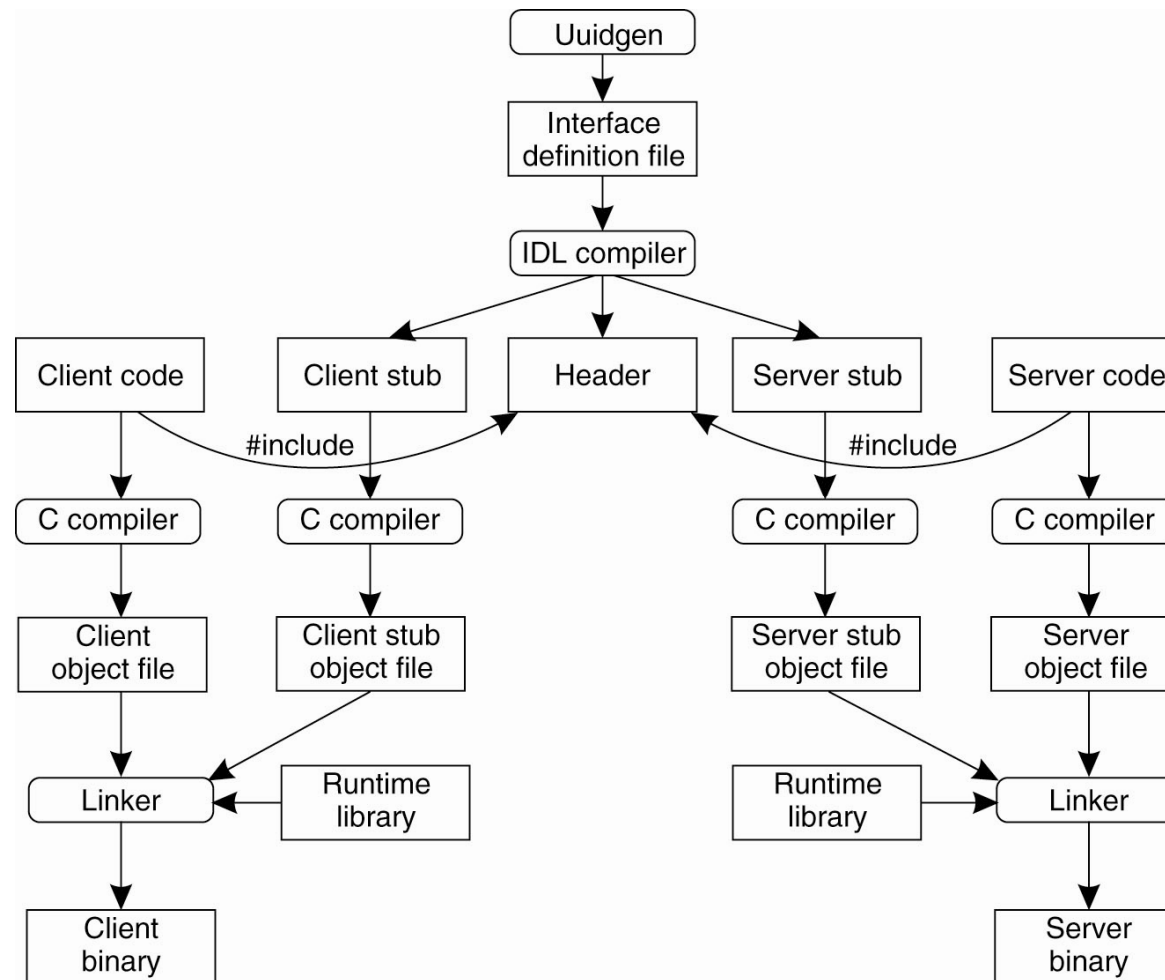 Uuidgen
Interface
definition file
IDL compiler
Client code
Client stub
Header
Server stub
Server code
#include
#include
C compiler
C compiler
C compiler
C compiler
Client
object file
Client stub
object file
Server stub
object file
Server
object file
Linker
Runtime
library
Runtime
library
Linker
Client
binary
Server
binary